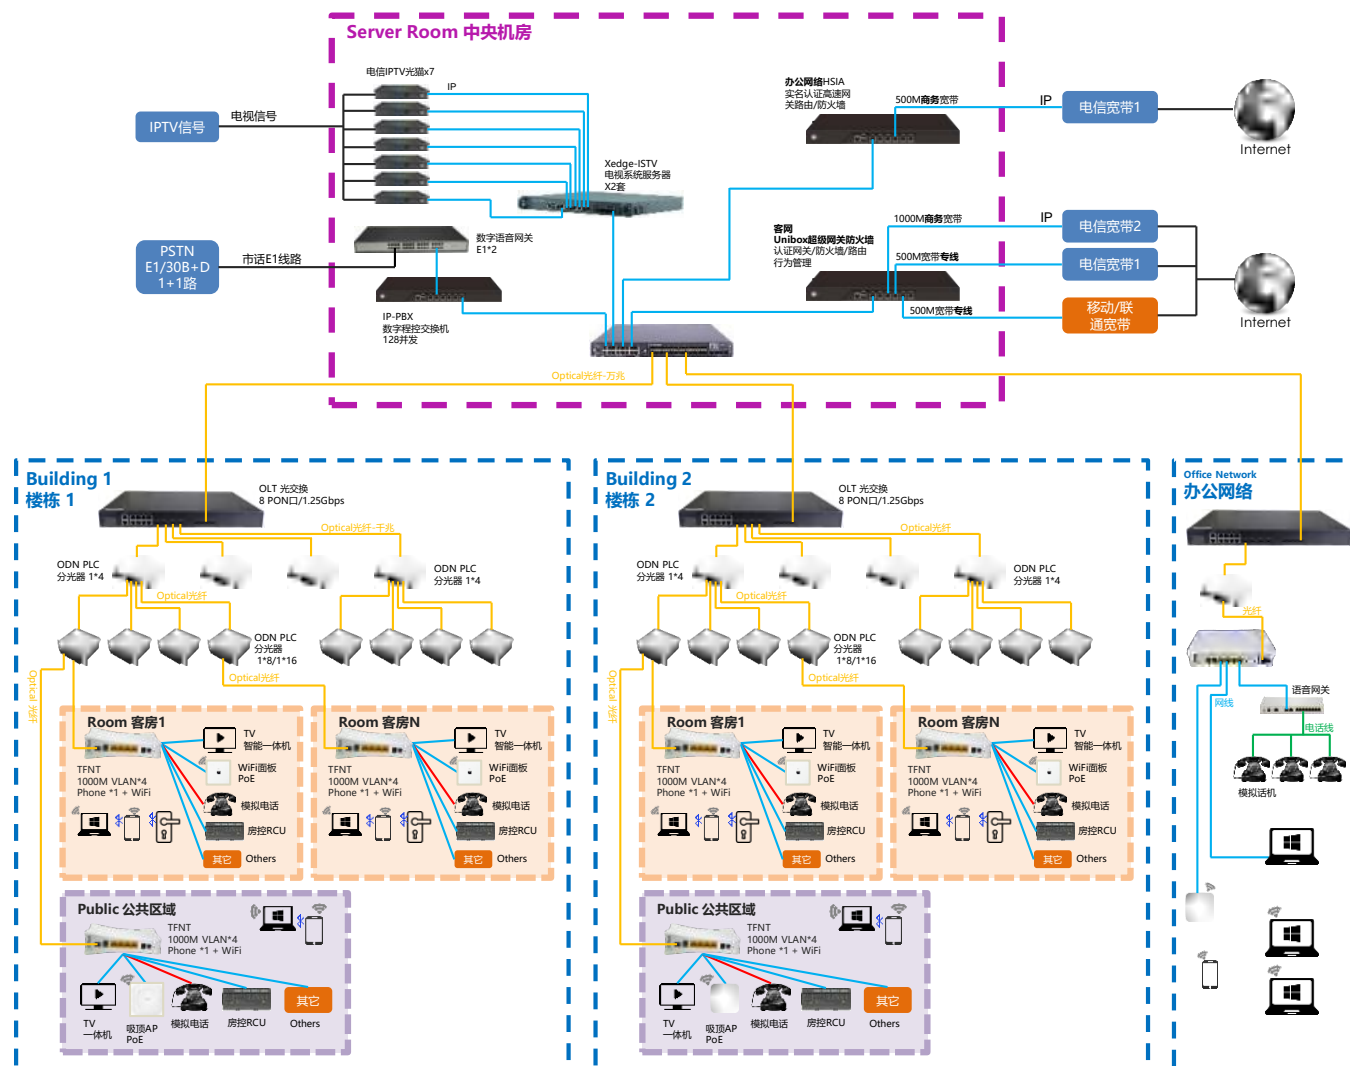 Server Room 中央机房
电信IPTV光猫x7
IP
IPTV信号
电视信号
Xedge-ISTV
电视系统服务器
X2套
办公网络HSIA
实名认证高速网
关路由/防火墙
500M商务宽带
IP
电信宽带1
Internet
PSTN
E1/30B+D
1+1路
市话E1线路
数字语音网关
E1*2
IP-PBX
数字程控交换机
128并发
客网
Unibox超级网关防火墙
认证网关/防火墙/路由
行为管理
1000M商务宽带
IP
电信宽带2
500M宽带专线
电信宽带1
500M宽带专线
移动/联
通宽带
Internet
Optical光纤-万兆
Building 1
楼栋 1
OLT 光交换
8 PON口/1.25Gbps
Optical光纤-千兆
ODN PLC
分光器 1*4
ODN PLC
分光器 1*4
Optical光纤
ODN PLC
分光器
1*8/1*16
Optical 光纤
Optical光纤
Room 客房1
TFNT
1000M VLAN*4
Phone *1 + WiFi
TV
智能一体机
WiFi面板
PoE
模拟电话
房控RCU
其它
Others
Room 客房N
TFNT
1000M VLAN*4
Phone *1 + WiFi
TV
智能一体机
WiFi面板
PoE
模拟电话
房控RCU
其它
Others
Public 公共区域
TFNT
1000M VLAN*4
Phone *1 + WiFi
TV
一体机
吸顶AP
PoE
模拟电话
房控RCU
其它
Others
Building 2
楼栋 2
OLT 光交换
8 PON口/1.25Gbps
Optical光纤
ODN PLC
分光器 1*4
ODN PLC
分光器 1*4
Optical光纤
ODN PLC
分光器
1*8/1*16
Optical 光纤
Optical光纤
Room 客房1
TFNT
1000M VLAN*4
Phone *1 + WiFi
TV
智能一体机
WiFi面板
PoE
模拟电话
房控RCU
其它
Others
Room 客房N
TFNT
1000M VLAN*4
Phone *1 + WiFi
TV
智能一体机
WiFi面板
PoE
模拟电话
房控RCU
其它
Others
Public 公共区域
TFNT
1000M VLAN*4
Phone *1 + WiFi
TV
一体机
吸顶AP
PoE
模拟电话
房控RCU
其它
Others
Office Network
办公网络
光纤
网线
语音网关
电话线
模拟话机